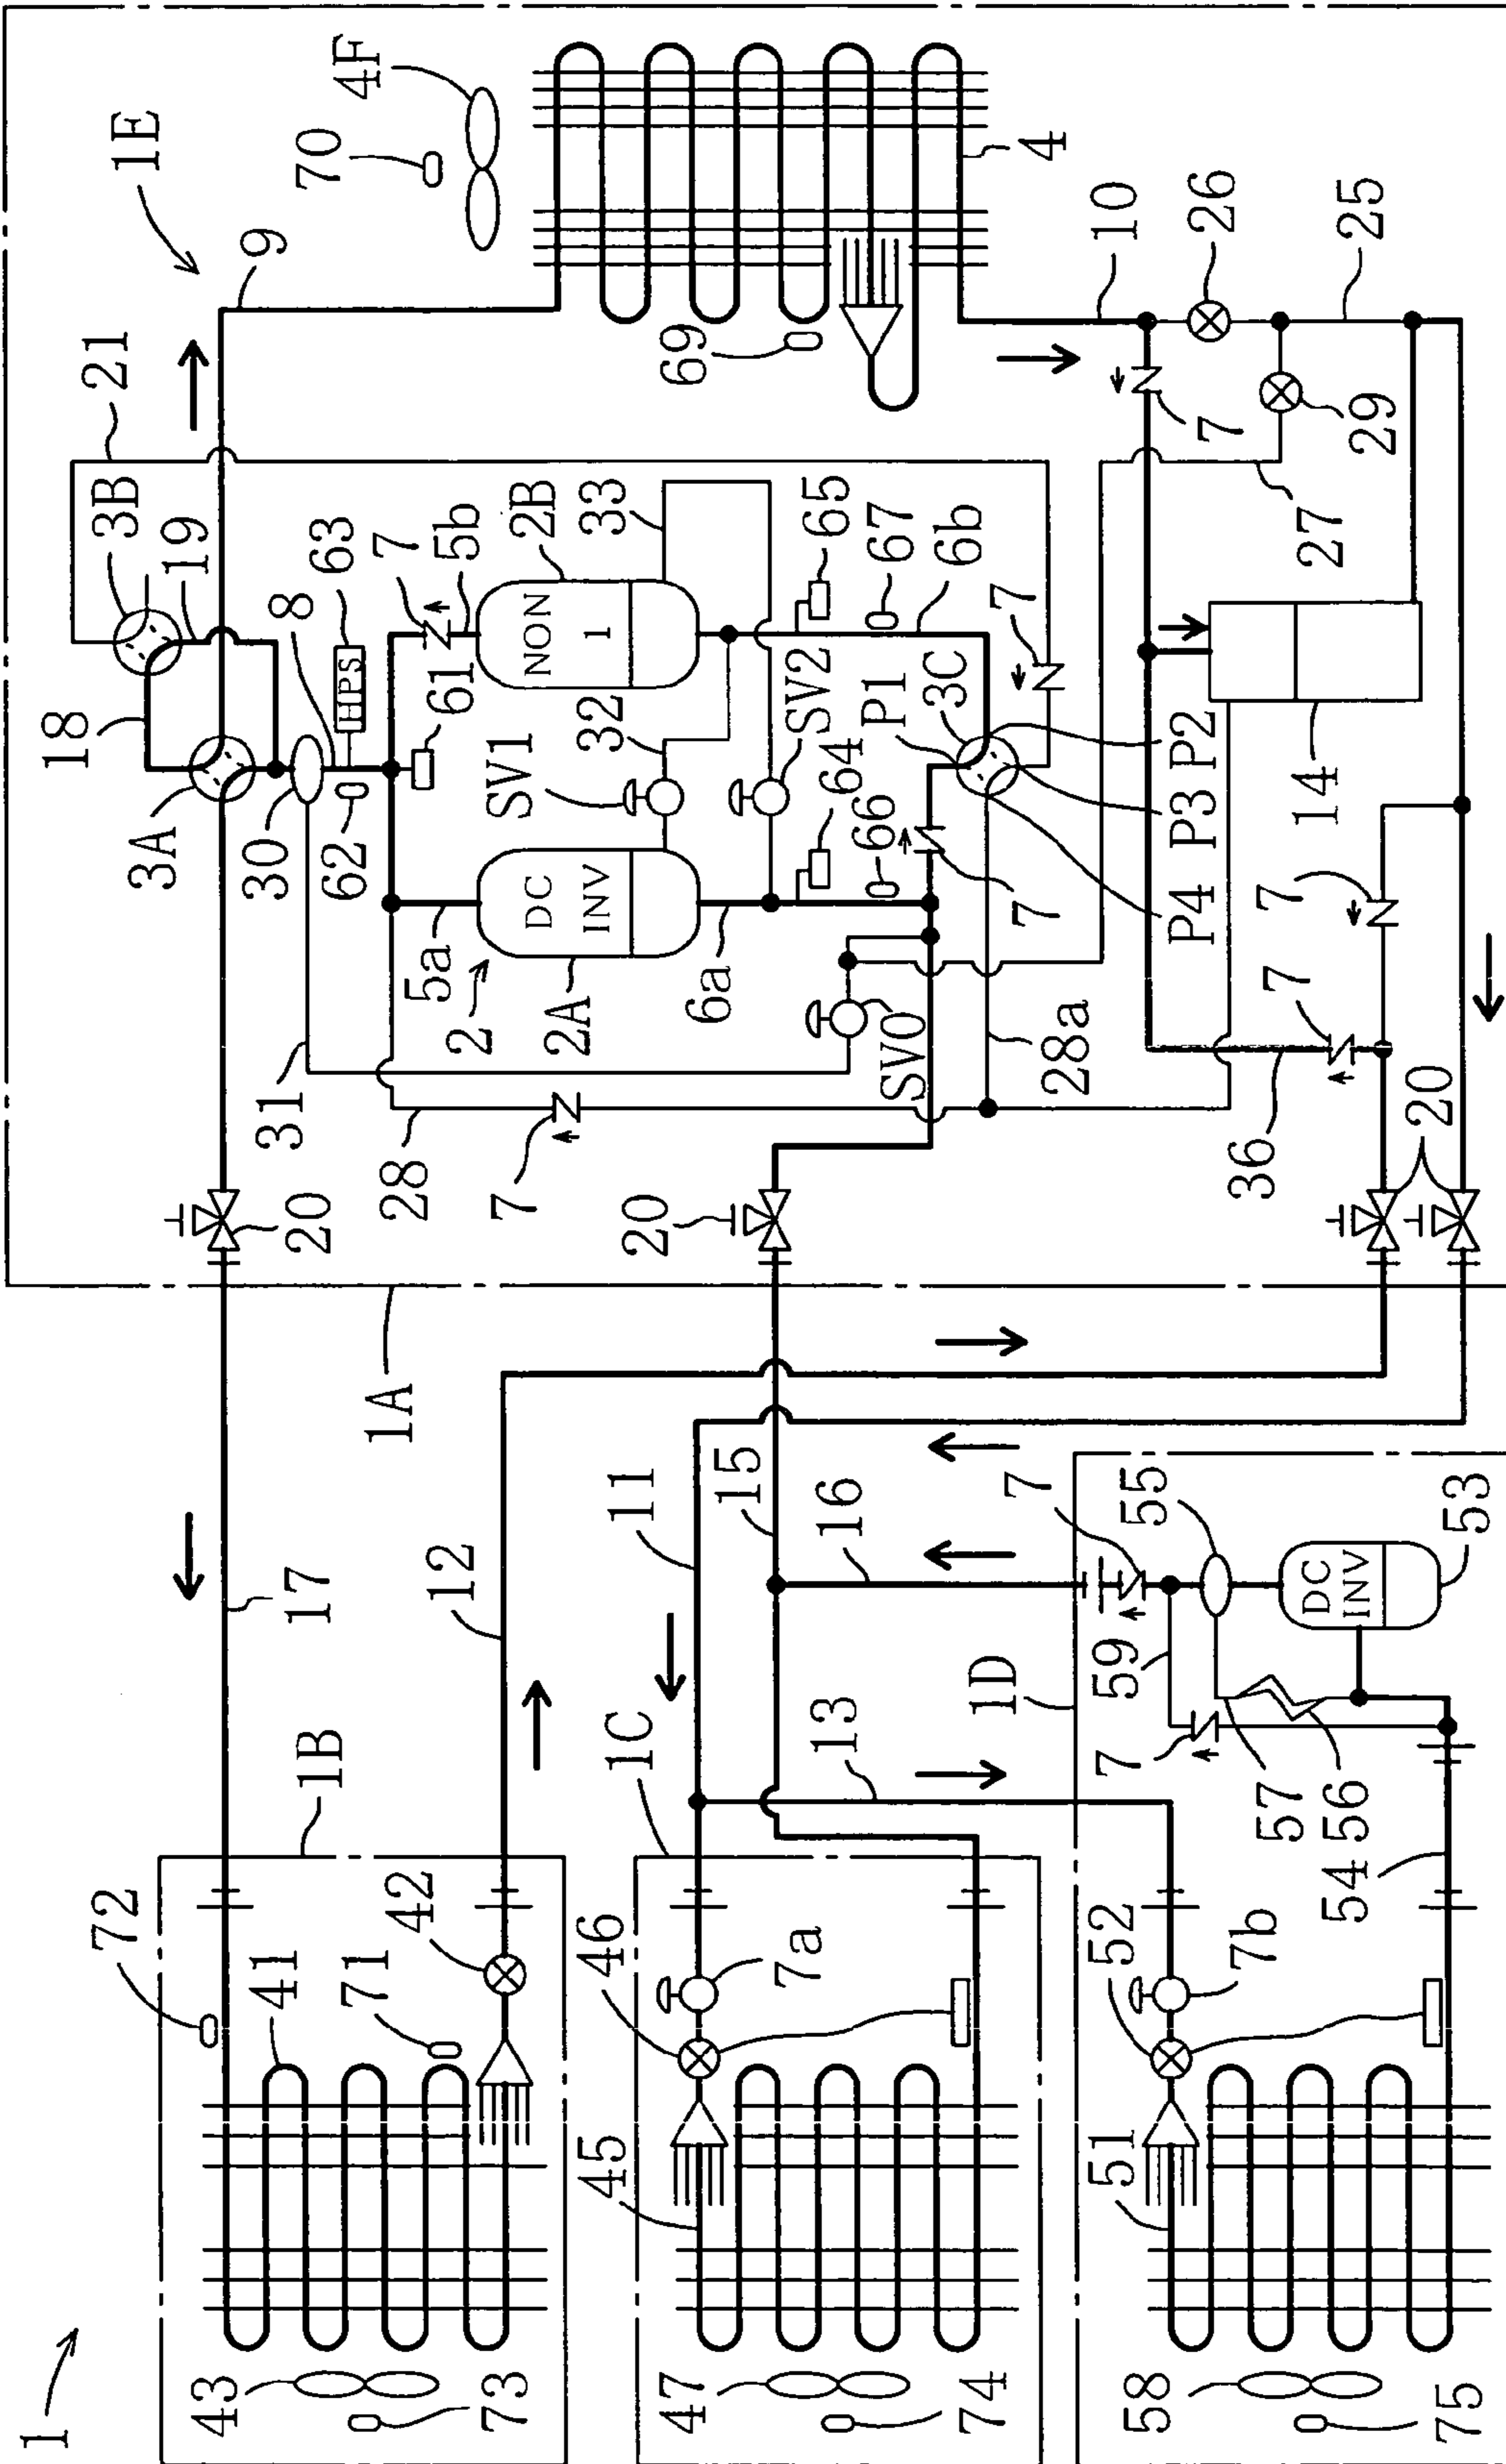 1
18
21
72
3B
1E
3A
19
43
9
30
41
31
8
17
20
1B
70
63
HPS
62
4F
71
1A
7
28
42
5a
12
61
5b
2
73
SV1
7
2B
DC
INV
NON
1
2A
33
46
45
1C
11
32
20
69
47
6a
15
SV2
65
7a
13
16
64
67
P1
66
SV0
6b
3C
74
1D
7
7
7
4
28a
51
52
59
10
58
55
7
P4
P3
P2
26
7
7b
57
36
7
DC
INV
56
54
20
7
14
27
25
29
75
53